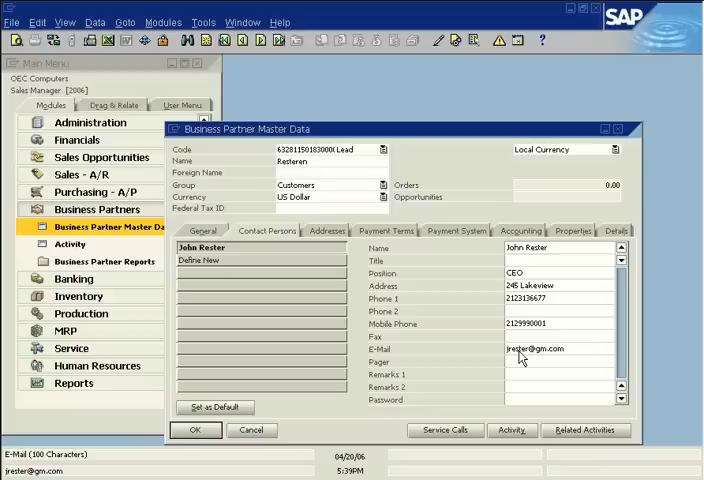 File Edit View Data Goto Modules Tools Window Help
SAP
Main Menu
OEC Computers
Sales Manager [2006]
Modules Drag & Relate User Menu
Administration
Financials
Sales Opportunities
Sales - A/R
Purchasing - A/P
Business Partners
Business Partner Master Da
Activity
Business Partner Reports
Banking
Inventory
Production
MRP
Service
Human Resources
Reports
Business Partner Master Data
Code 63281150183000( Lead Local Currency
Name Resteren
Foreign Name
Group Customers Orders 0.00
Currency US Dollar Opportunities
Federal Tax ID
General Contact Persons Addresses Payment Terms Payment System Accounting Properties Details
John Rester Name John Rester
Define New Title
Position CEO
Address 245 Lakeview
Phone 1 2123136677
Phone 2
Mobile Phone 2129990001
Fax
E-Mail jrester@gm.com
Pager
Remarks 1
Remarks 2
Password
Set as Default
OK Cancel Service Calls Activity Related Activities
E-Mail (100 Characters) 04/20/06
jrester@gm.com 5:39PM